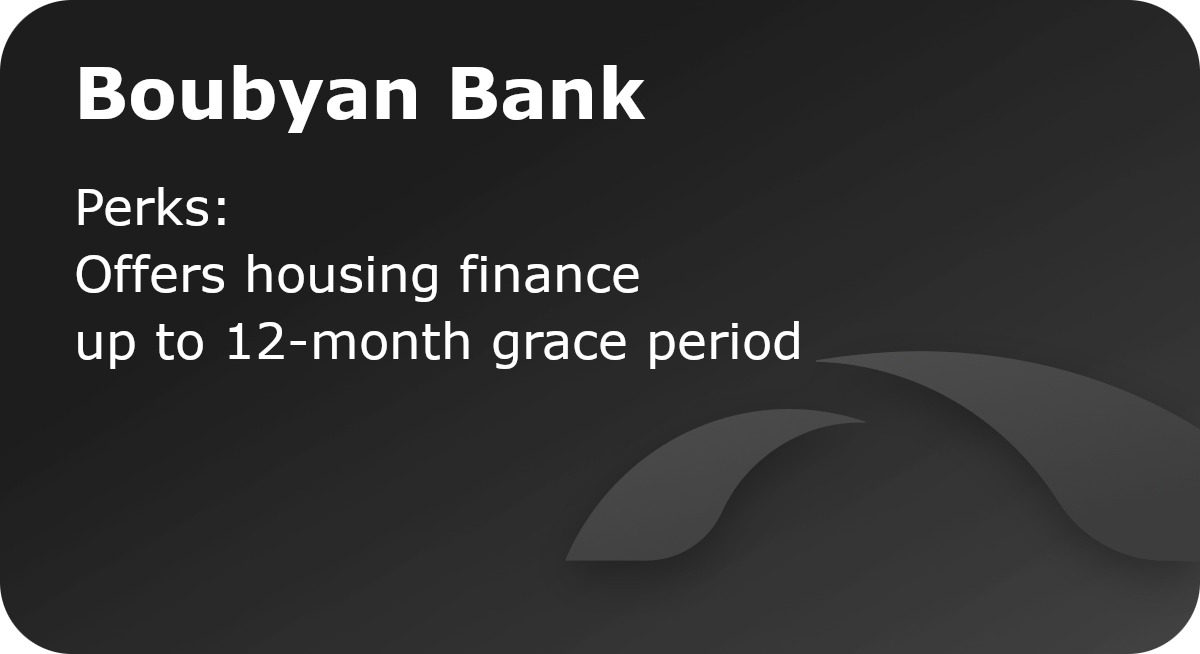 Boubyan Bank
Perks:
Offers housing finance
up to 12-month grace period